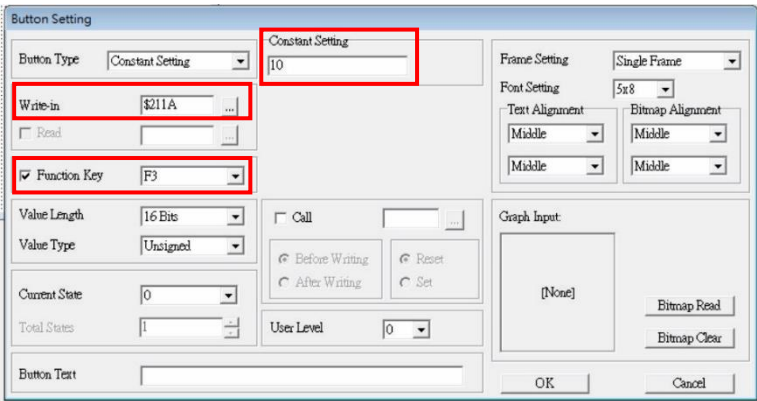 Button Setting
Button Type
Constant Setting
Constant Setting
10
Frame Setting
Single Frame
Font Setting
5x8
Write-in
$211A
...
Read
...
Text Alignment
Bitmap Alignment
Middle
Middle
Middle
Middle
Function Key
F3
Value Length
16 Bits
Value Type
Unsigned
Call
...
Before Writing
Reset
After Writing
Set
Graph Input:
[None]
Bitmap Read
Bitmap Clear
Current State
0
Total States
1
User Level
0
Button Text
OK
Cancel